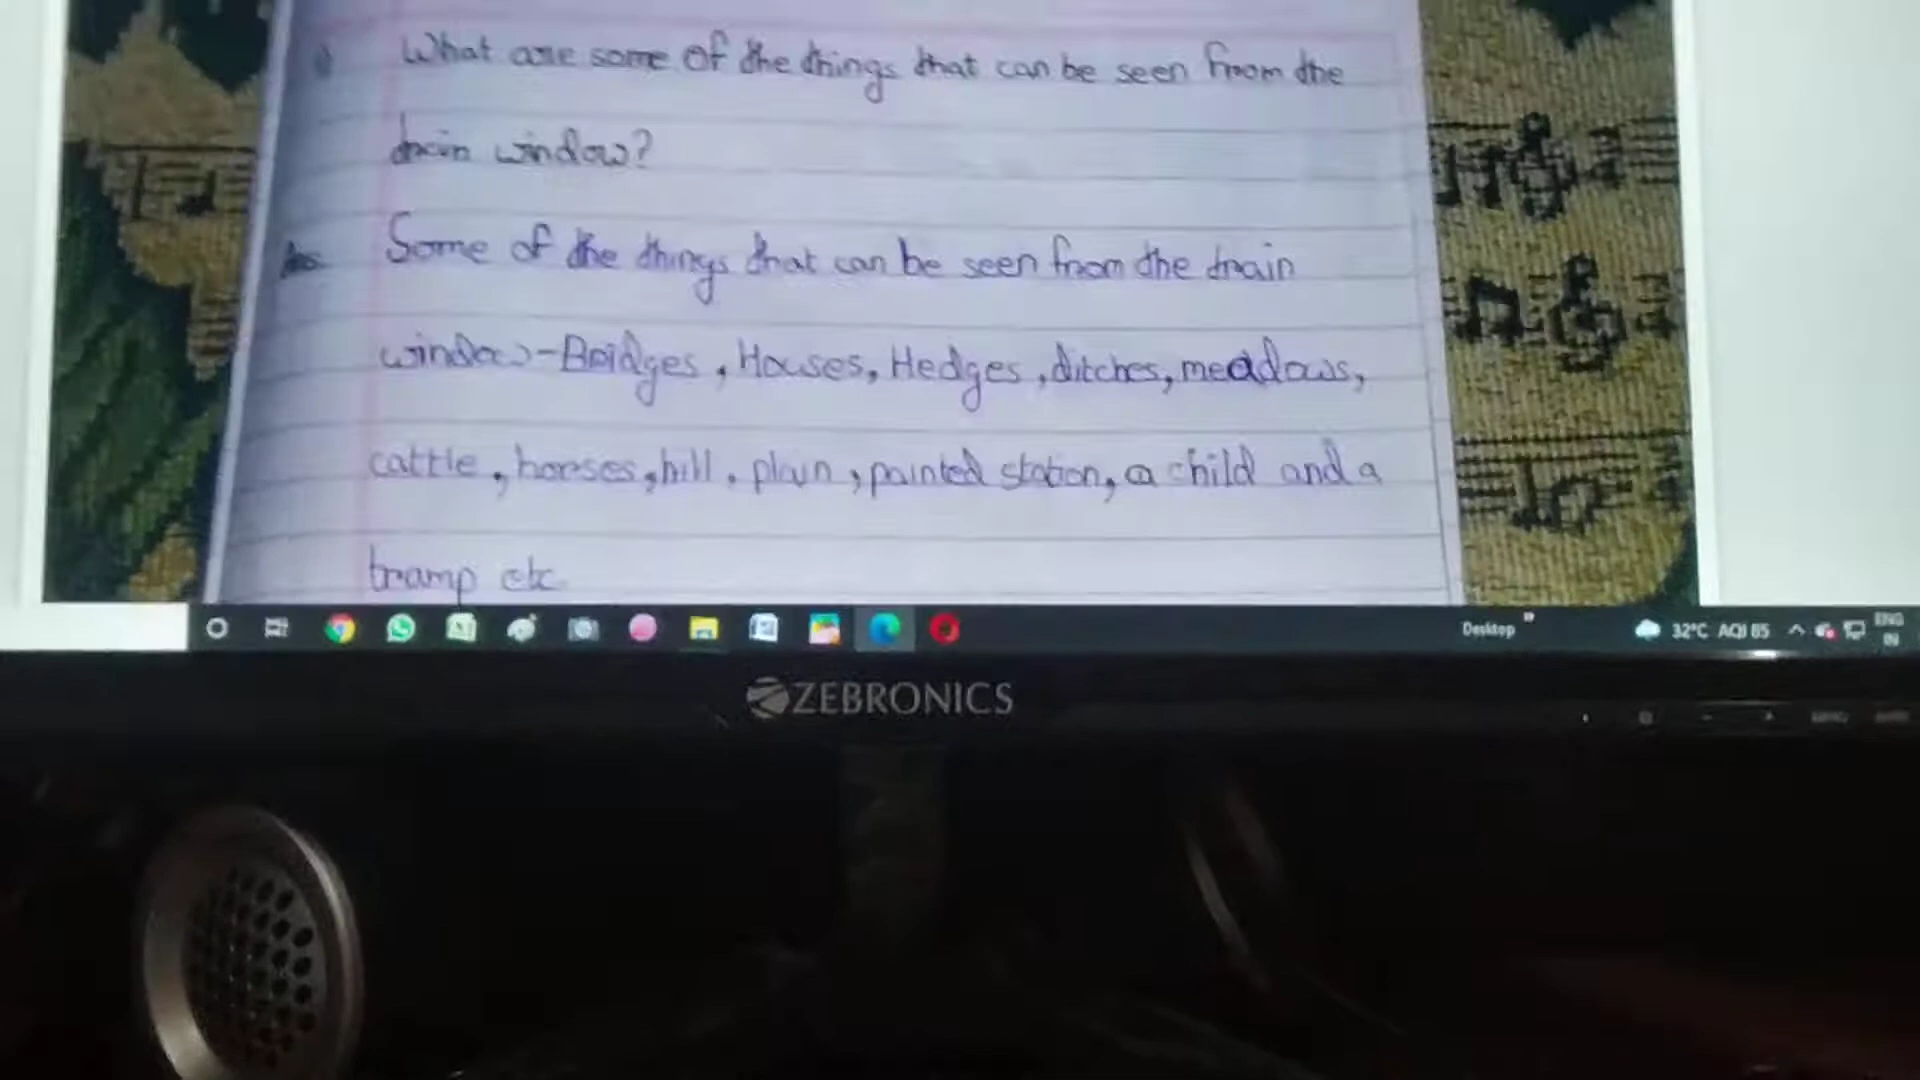 What are some of the things that can be seen from the
train window?
Ans Some of the things that can be seen from the train
window-Bridges, Houses, Hedges, ditches, meadows,
cattle, horses, hill, plain, painted station, a child and a
tramp etc.
Desktop
32°C AQI 85
ENG
IN
ZEBRONICS